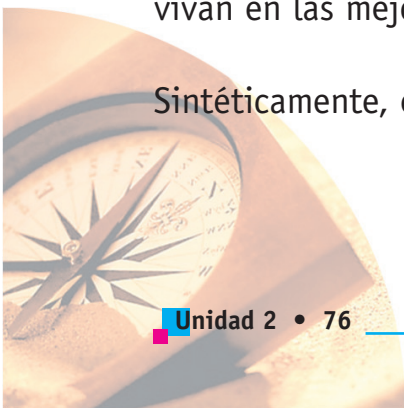 vivan en las
Sintéticamente,
Unidad 2 • 76